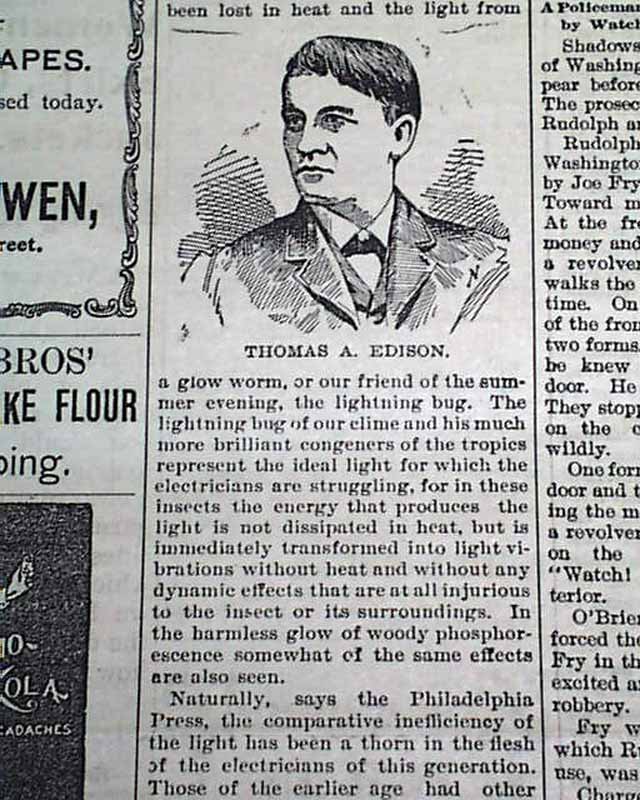 APES.
sed today.
WEN,
reet.
BROS'
KE FLOUR
ping.
OLA
EADACHES
been lost in heat and the light from
THOMAS A. EDISON.
a glow worm, or our friend of the sum-
mer evening, the lightning bug. The
lightning bug of our clime and his much
more brilliant congeners of the tropics
represent the ideal light for which the
electricians are struggling, for in these
insects the energy that produces the
light is not dissipated in heat, but is
immediately transformed into light vi-
brations without heat and without any
dynamic effects that are at all injurious
to the insect or its surroundings. In
the harmless glow of woody phosphor-
escence somewhat of the same effects
are also seen.
Naturally, says the Philadelphia
Press, the comparative inefficiency of
the light has been a thorn in the flesh
of the electricians of this generation.
Those of the earlier age had other
A Policeman
by Watch
Shadows
of Washing
pear before
The prosec
Rudolph an
Rudolph
Washington
by Joe Fry
Toward m
At the fro
money and
a revolver
walks the
time. On
of the fron
two forms.
he knew
door. He
They stopp
on the c
wildly.
One form
door and t
ing the m
a revolver
on the
"Watch!
terior.
O'Brien
forced the
Fry in th
excited a
robbery.
Fry w
which Ru
use, was
Charge